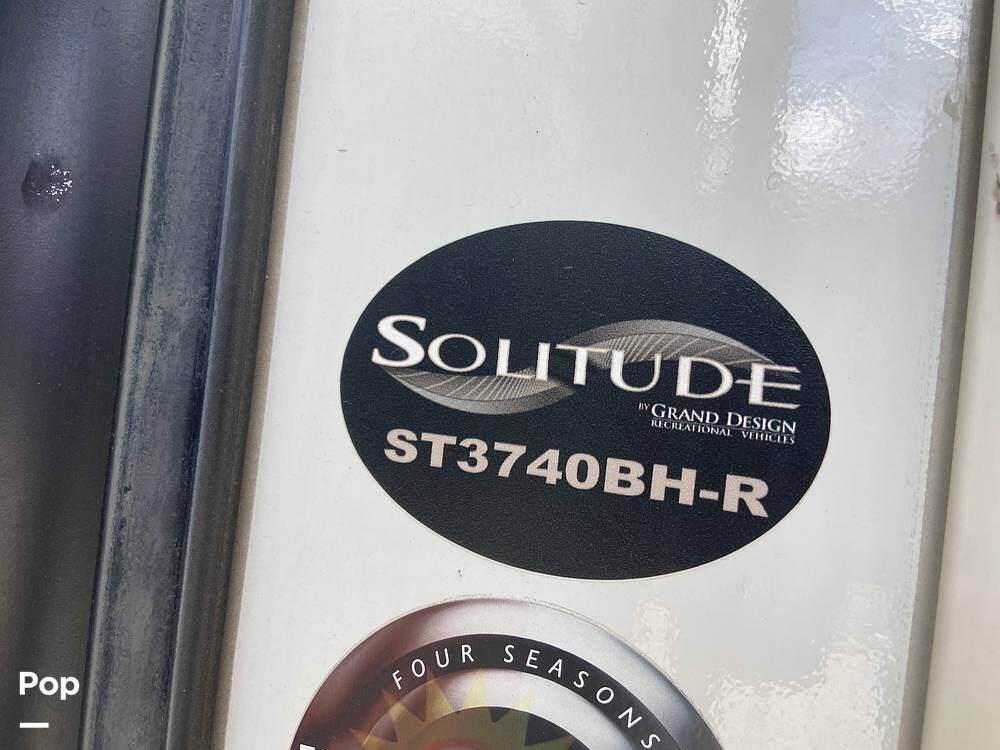 SOLITUDE
BY GRAND DESIGN
RECREATIONAL VEHICLES
ST3740BH-R
FOUR SEASONS
Pop